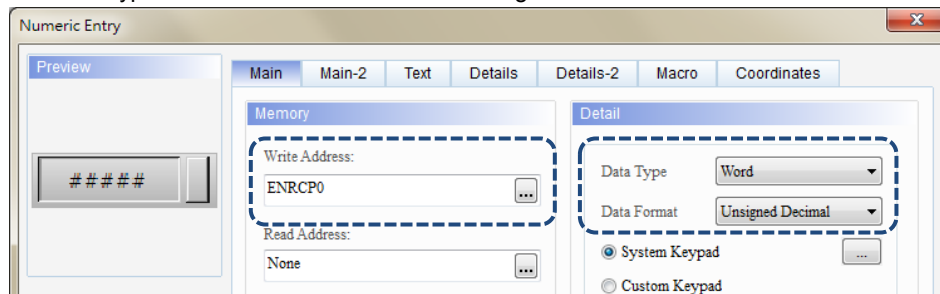 Numeric Entry
Preview
#####
Main Main-2 Text Details Details-2 Macro Coordinates
Memory
Write Address:
ENRCP0
...
Read Address:
None
...
Detail
Data Type Word
Data Format Unsigned Decimal
System Keypad ...
Custom Keypad